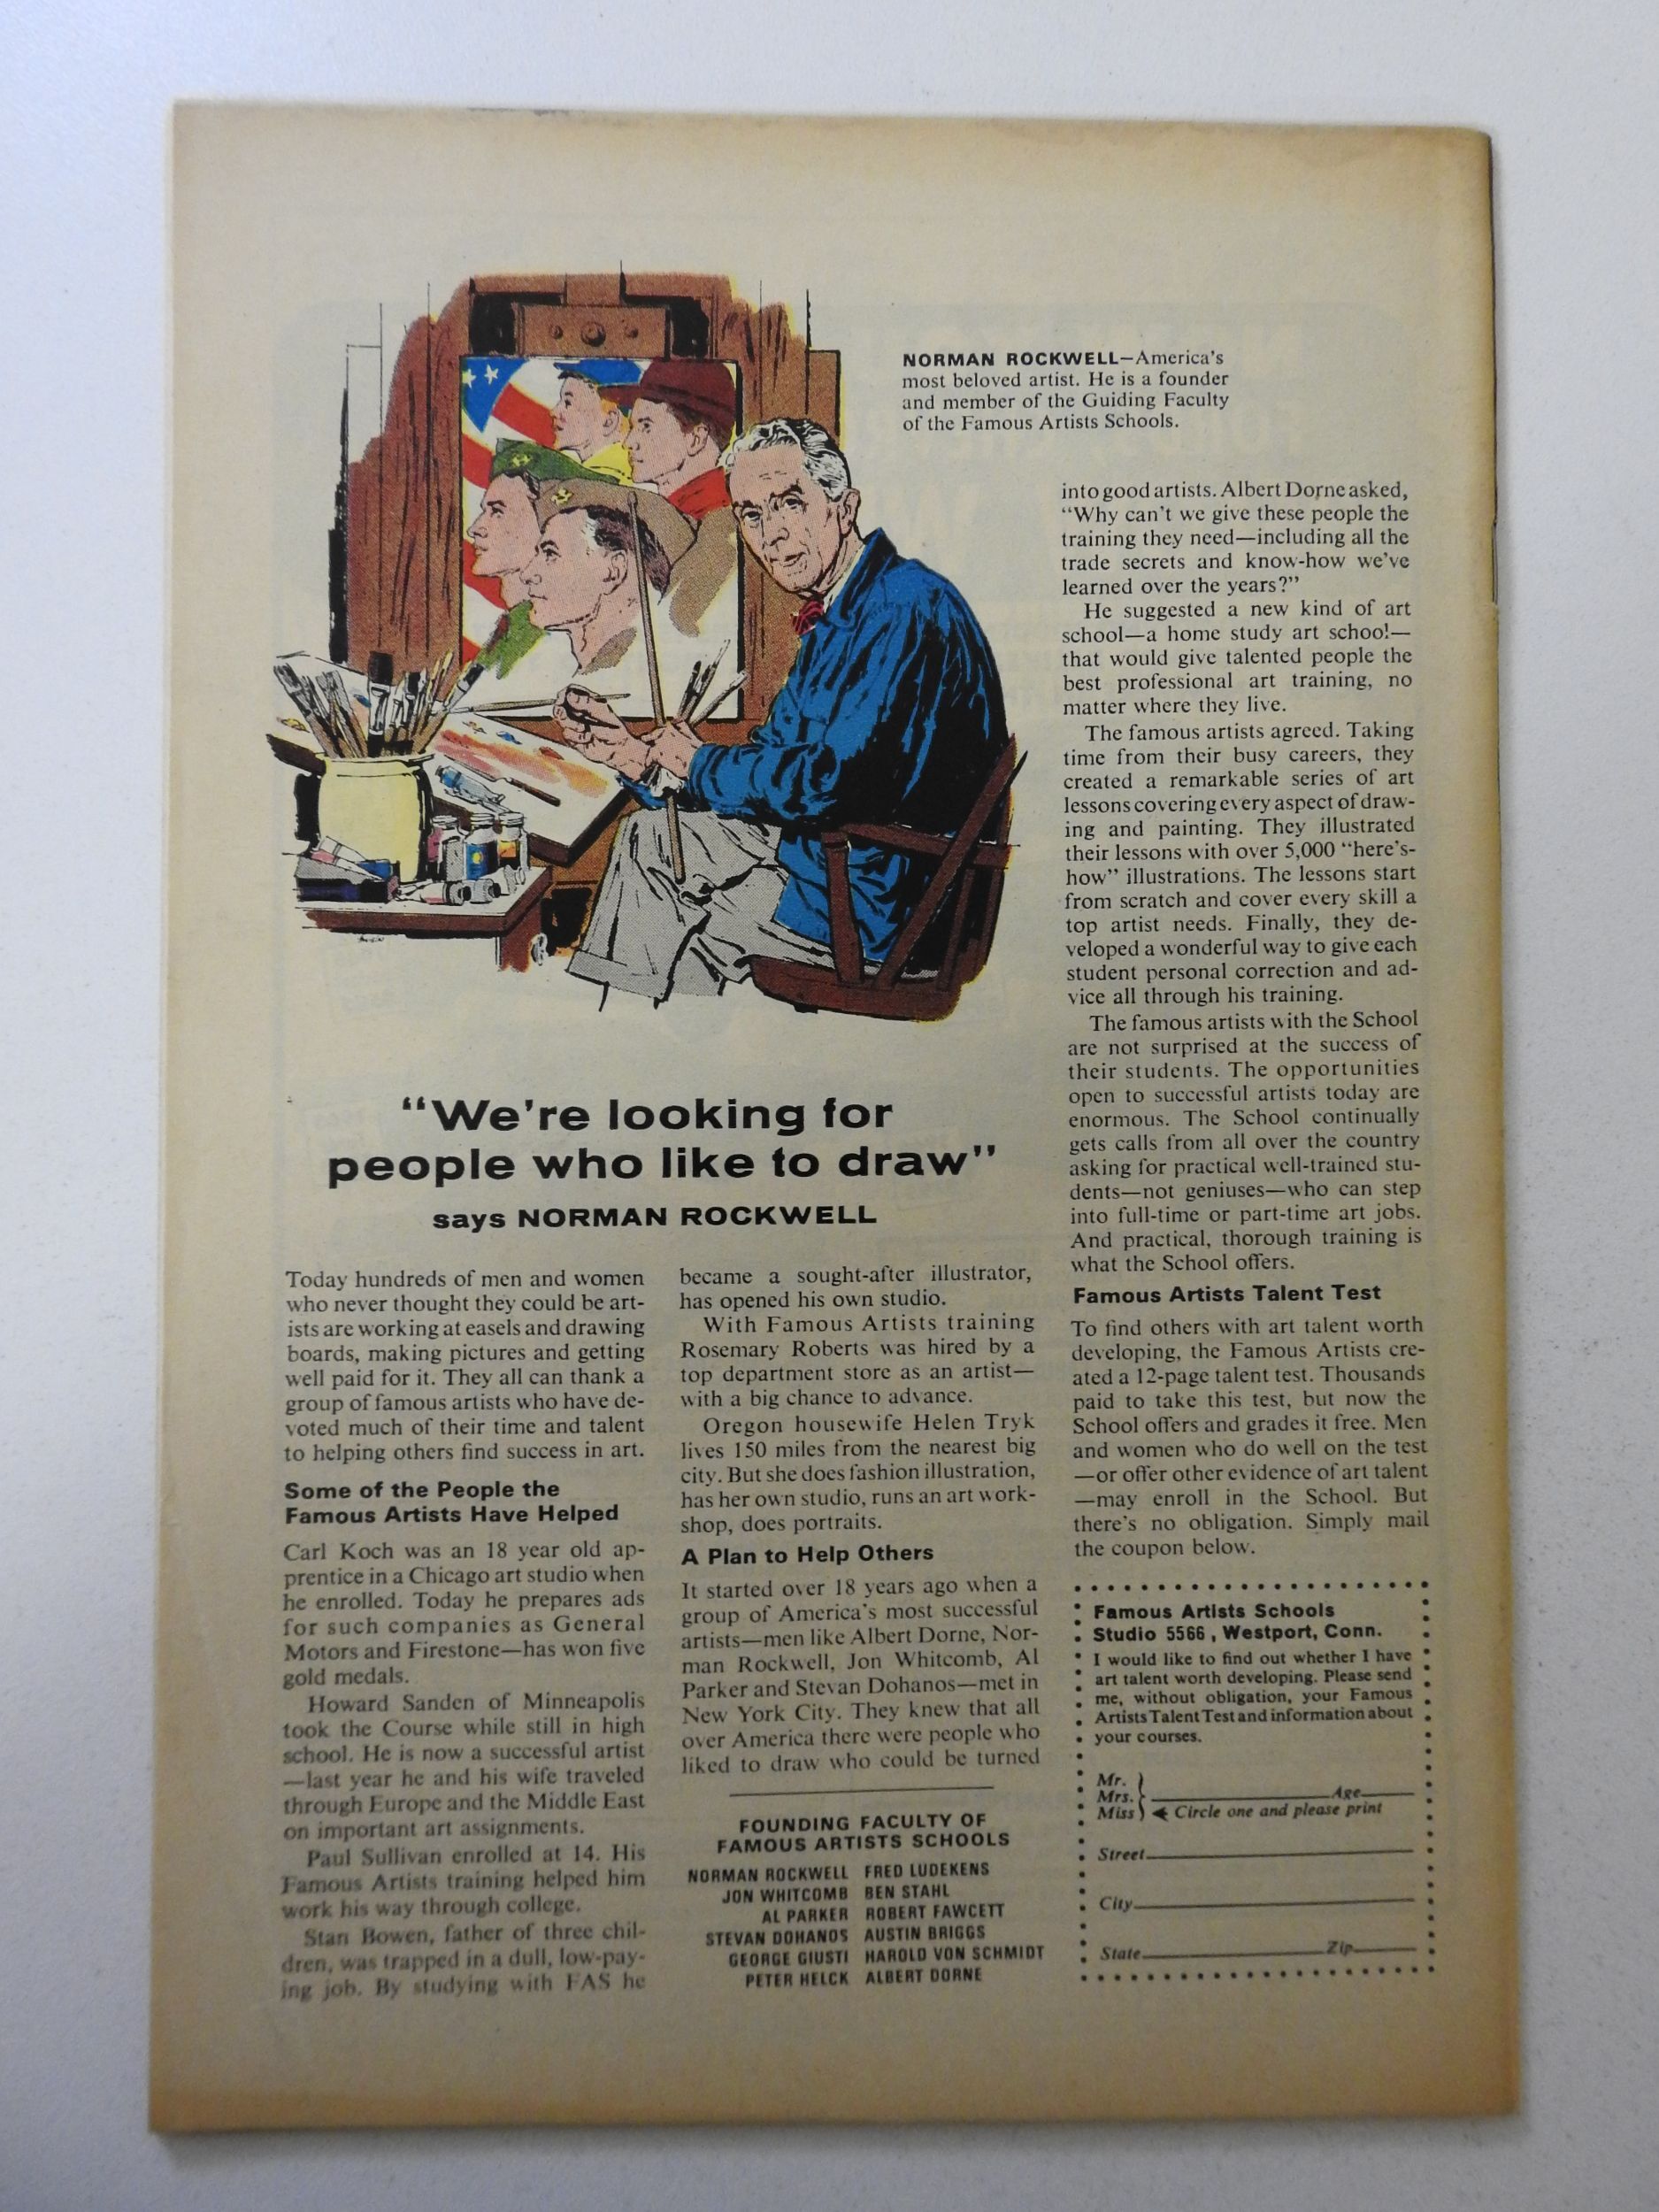 NORMAN ROCKWELL—America's
most beloved artist. He is a founder
and member of the Guiding Faculty
of the Famous Artists Schools.
"We're looking for
people who like to draw"
says NORMAN ROCKWELL
Today hundreds of men and women
who never thought they could be art-
ists are working at easels and drawing
boards, making pictures and getting
well paid for it. They all can thank a
group of famous artists who have de-
voted much of their time and talent
to helping others find success in art.
Some of the People the
Famous Artists Have Helped
Carl Koch was an 18 year old ap-
prentice in a Chicago art studio when
he enrolled. Today he prepares ads
for such companies as General
Motors and Firestone—has won five
gold medals.
Howard Sanden of Minneapolis
took the Course while still in high
school. He is now a successful artist
—last year he and his wife traveled
through Europe and the Middle East
on important art assignments.
Paul Sullivan enrolled at 14. His
Famous Artists training helped him
work his way through college.
Stan Bowen, father of three chil-
dren, was trapped in a dull, low-pay-
ing job. By studying with FAS he
became a sought-after illustrator,
has opened his own studio.
With Famous Artists training
Rosemary Roberts was hired by a
top department store as an artist—
with a big chance to advance.
Oregon housewife Helen Tryk
lives 150 miles from the nearest big
city. But she does fashion illustration,
has her own studio, runs an art work-
shop, does portraits.
A Plan to Help Others
It started over 18 years ago when a
group of America's most successful
artists—men like Albert Dorne, Nor-
man Rockwell, Jon Whitcomb, Al
Parker and Stevan Dohanos—met in
New York City. They knew that all
over America there were people who
liked to draw who could be turned
FOUNDING FACULTY OF
FAMOUS ARTISTS SCHOOLS
NORMAN ROCKWELL FRED LUDEKENS
JON WHITCOMB BEN STAHL
AL PARKER ROBERT FAWCETT
STEVAN DOHANOS AUSTIN BRIGGS
GEORGE GIUSTI HAROLD VON SCHMIDT
PETER HELCK ALBERT DORNE
into good artists. Albert Dorne asked,
"Why can't we give these people the
training they need—including all the
trade secrets and know-how we've
learned over the years?"
He suggested a new kind of art
school—a home study art school—
that would give talented people the
best professional art training, no
matter where they live.
The famous artists agreed. Taking
time from their busy careers, they
created a remarkable series of art
lessons covering every aspect of draw-
ing and painting. They illustrated
their lessons with over 5,000 "here's-
how" illustrations. The lessons start
from scratch and cover every skill a
top artist needs. Finally, they de-
veloped a wonderful way to give each
student personal correction and ad-
vice all through his training.
The famous artists with the School
are not surprised at the success of
their students. The opportunities
open to successful artists today are
enormous. The School continually
gets calls from all over the country
asking for practical well-trained stu-
dents—not geniuses—who can step
into full-time or part-time art jobs.
And practical, thorough training is
what the School offers.
Famous Artists Talent Test
To find others with art talent worth
developing, the Famous Artists cre-
ated a 12-page talent test. Thousands
paid to take this test, but now the
School offers and grades it free. Men
and women who do well on the test
—or offer other evidence of art talent
—may enroll in the School. But
there's no obligation. Simply mail
the coupon below.
Famous Artists Schools
Studio 5566, Westport, Conn.
I would like to find out whether I have
art talent worth developing. Please send
me, without obligation, your Famous
Artists Talent Test and information about
your courses.
Mr.
Mrs. Age
Miss Circle one and please print
Street
City
State Zip